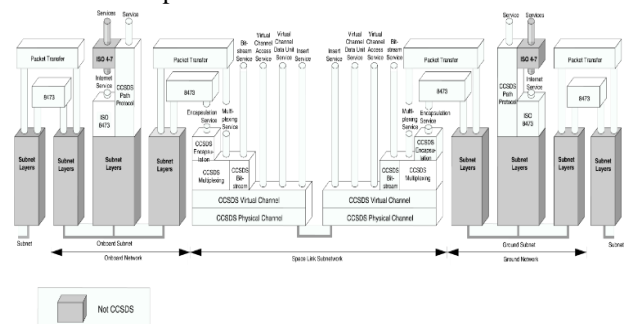 Services
Service
Packet Transfer
ISO 4-7
Internet
Service
CCSDS
Path
Protocol
8473
ISO
8473
Subnet
Layers
Subnet
Layers
Subnet
Layers
Subnet
Layers
Packet Transfer
8473
Bit-
stream
Service
Virtual
Channel
Access
Service
Virtual
Channel
Data Unit
Service
Insert
Service
Encapsulation
Service
Multi-
plexing
Service
CCSDS
Encapsu-
lation
CCSDS
Multiplexing
CCSDS
Bit-
stream
CCSDS Virtual Channel
CCSDS Physical Channel
Insert
Service
Virtual
Channel
Data Unit
Service
Virtual
Channel
Access
Service
Bit-
stream
Service
Packet Transfer
8473
Multi-
plexing
Service
Encapsulation
Service
CCSDS
Encapsu-
lation
CCSDS
Bit-
stream
CCSDS
Multiplexing
CCSDS Virtual Channel
CCSDS Physical Channel
Service
Services
ISO 4-7
Packet Transfer
CCSDS
Path
Protocol
Internet
Service
ISO
8473
8473
Subnet
Layers
Subnet
Layers
Subnet
Layers
Subnet
Layers
Subnet
Onboard Subnet
Ground Subnet
Subnet
Onboard Network
Space Link Subnetwork
Ground Network
Not CCSDS